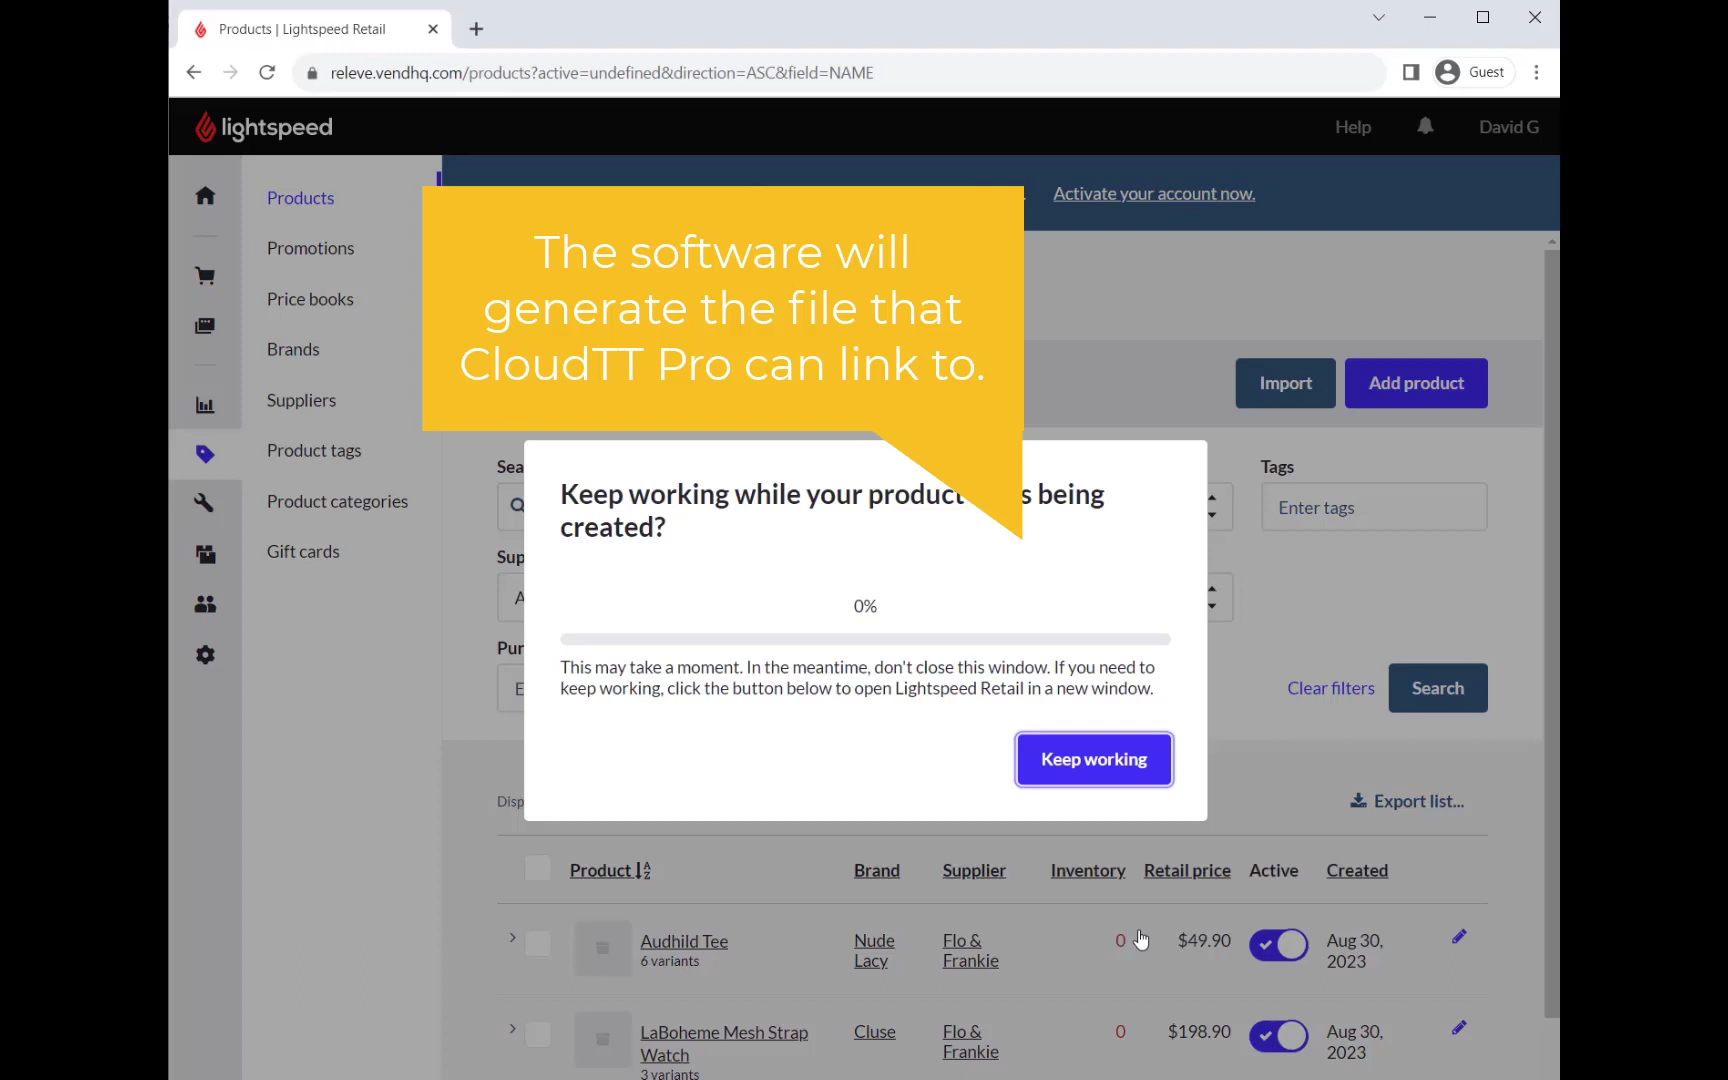 Products | Lightspeed Retail
releve.vendhq.com/products?active=undefined&direction=ASC&field=NAME
Guest
lightspeed
Help
David G
Products
Promotions
Price books
Brands
Suppliers
Product tags
Product categories
Gift cards
Activate your account now.
The software will
generate the file that
CloudTT Pro can link to.
Import
Add product
Tags
Enter tags
Keep working while your product
being
created?
0%
This may take a moment. In the meantime, don't close this window. If you need to
keep working, click the button below to open Lightspeed Retail in a new window.
Keep working
Clear filters
Search
Export list...
Product
Brand
Supplier
Inventory
Retail price
Active
Created
Audhild Tee
6 variants
Nude
Lacy
Flo &
Frankie
0
$49.90
Aug 30,
2023
LaBoheme Mesh Strap
Watch
3 variants
Cluse
Flo &
Frankie
0
$198.90
Aug 30,
2023